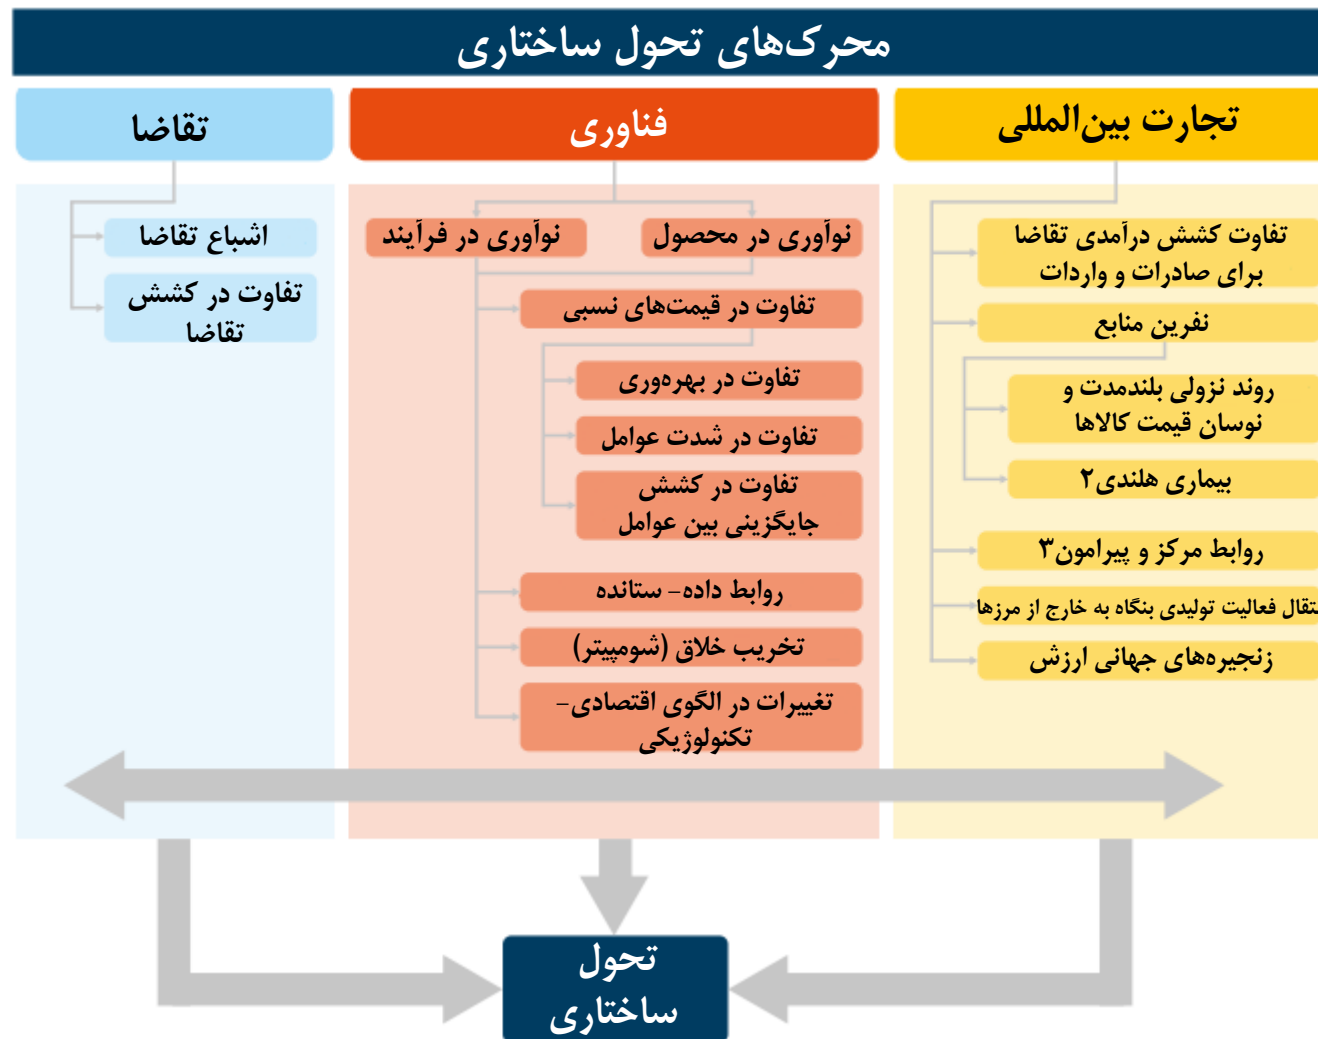 محرک‌های تحول ساختاری
تجارت بین‌المللی
تفاوت کشش درآمدی تقاضا
برای صادرات و واردات
نفرین منابع
روند نزولی بلندمدت و
نوسان قیمت کالاها
بیماری هلندی۲
روابط مرکز و پیرامون۳
نتقال فعالیت تولیدی بنگاه به خارج از مرزها
زنجیره‌های جهانی ارزش
فناوری
نوآوری در محصول
نوآوری در فرآیند
تفاوت در قیمت‌های نسبی
تفاوت در بهره‌وری
تفاوت در شدت عوامل
تفاوت در کشش
جایگزینی بین عوامل
روابط داده- ستانده
تخریب خلاق (شومپیتر)
تغییرات در الگوی اقتصادی-
تکنولوژیکی
تقاضا
اشباع تقاضا
تفاوت در کشش
تقاضا
تحول
ساختاری